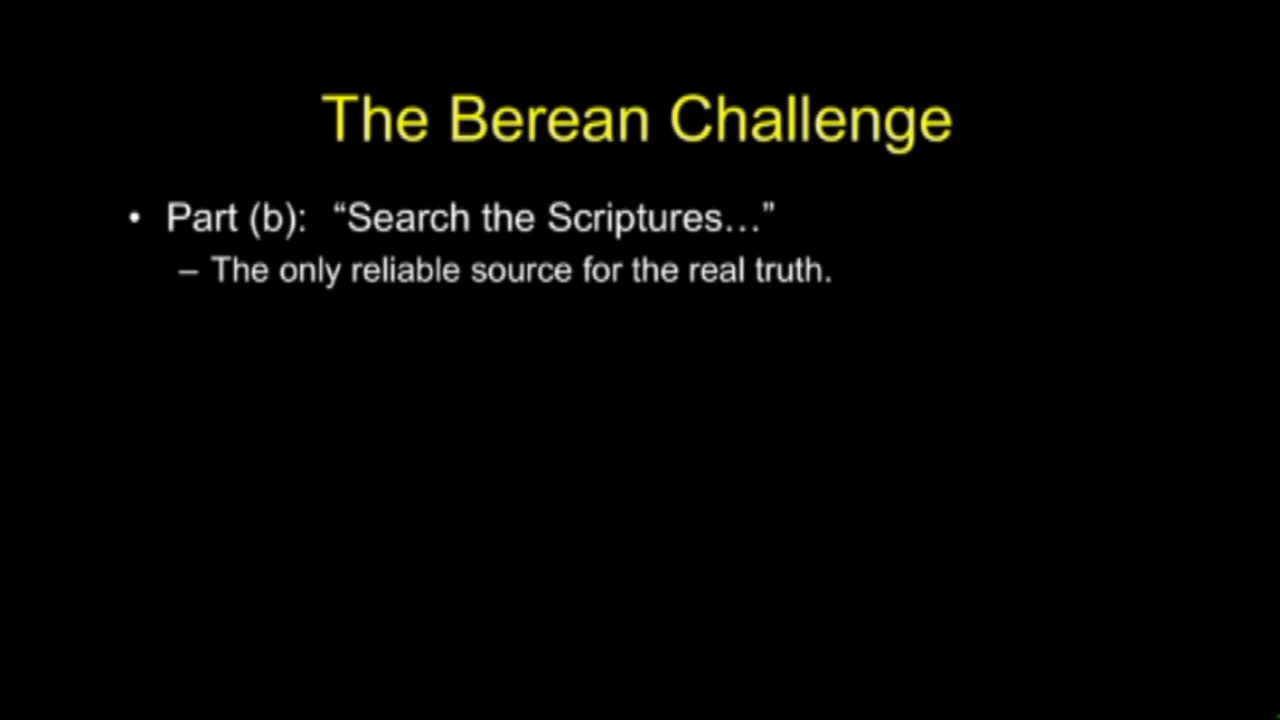 The Berean Challenge
• Part (b): “Search the Scriptures…”
– The only reliable source for the real truth.